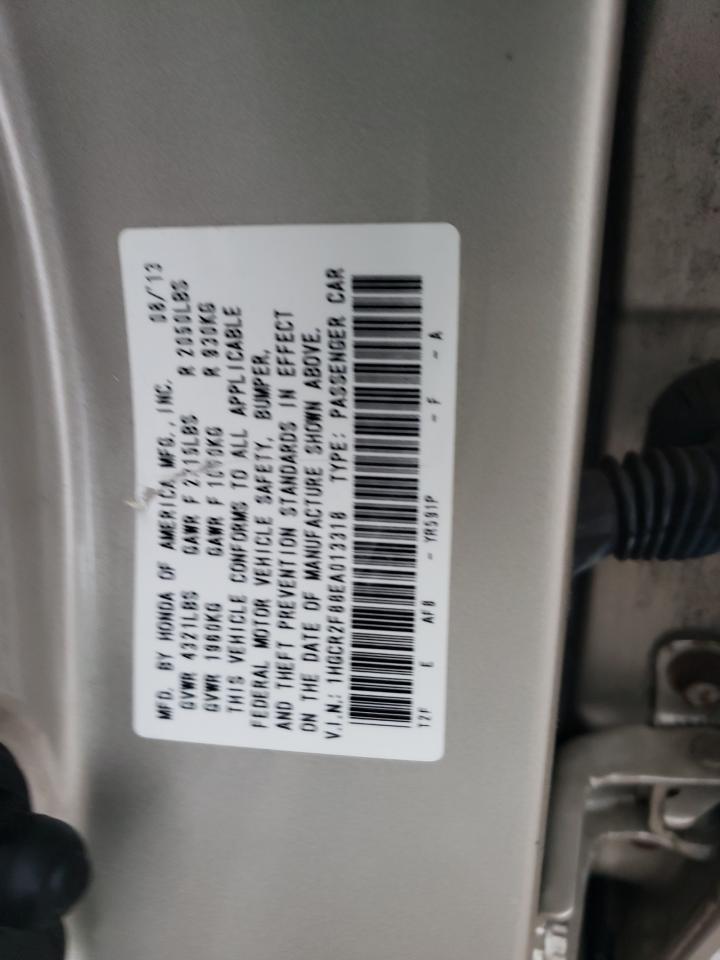 MFD. BY HONDA OF AMERICA MFG., INC. 08/'13
GVWR 4321LBS GAWR F 2315LBS R 2050LBS
GVWR 1960KG GAWR F 1050KG R 930KG
THIS VEHICLE CONFORMS TO ALL APPLICABLE
FEDERAL MOTOR VEHICLE SAFETY, BUMPER,
AND THEFT PREVENTION STANDARDS IN EFFECT
ON THE DATE OF MANUFACTURE SHOWN ABOVE.
V.I.N.: 1HGCR2F88EA013318 TYPE: PASSENGER CAR
T2F E AFB - YR591P - F - A